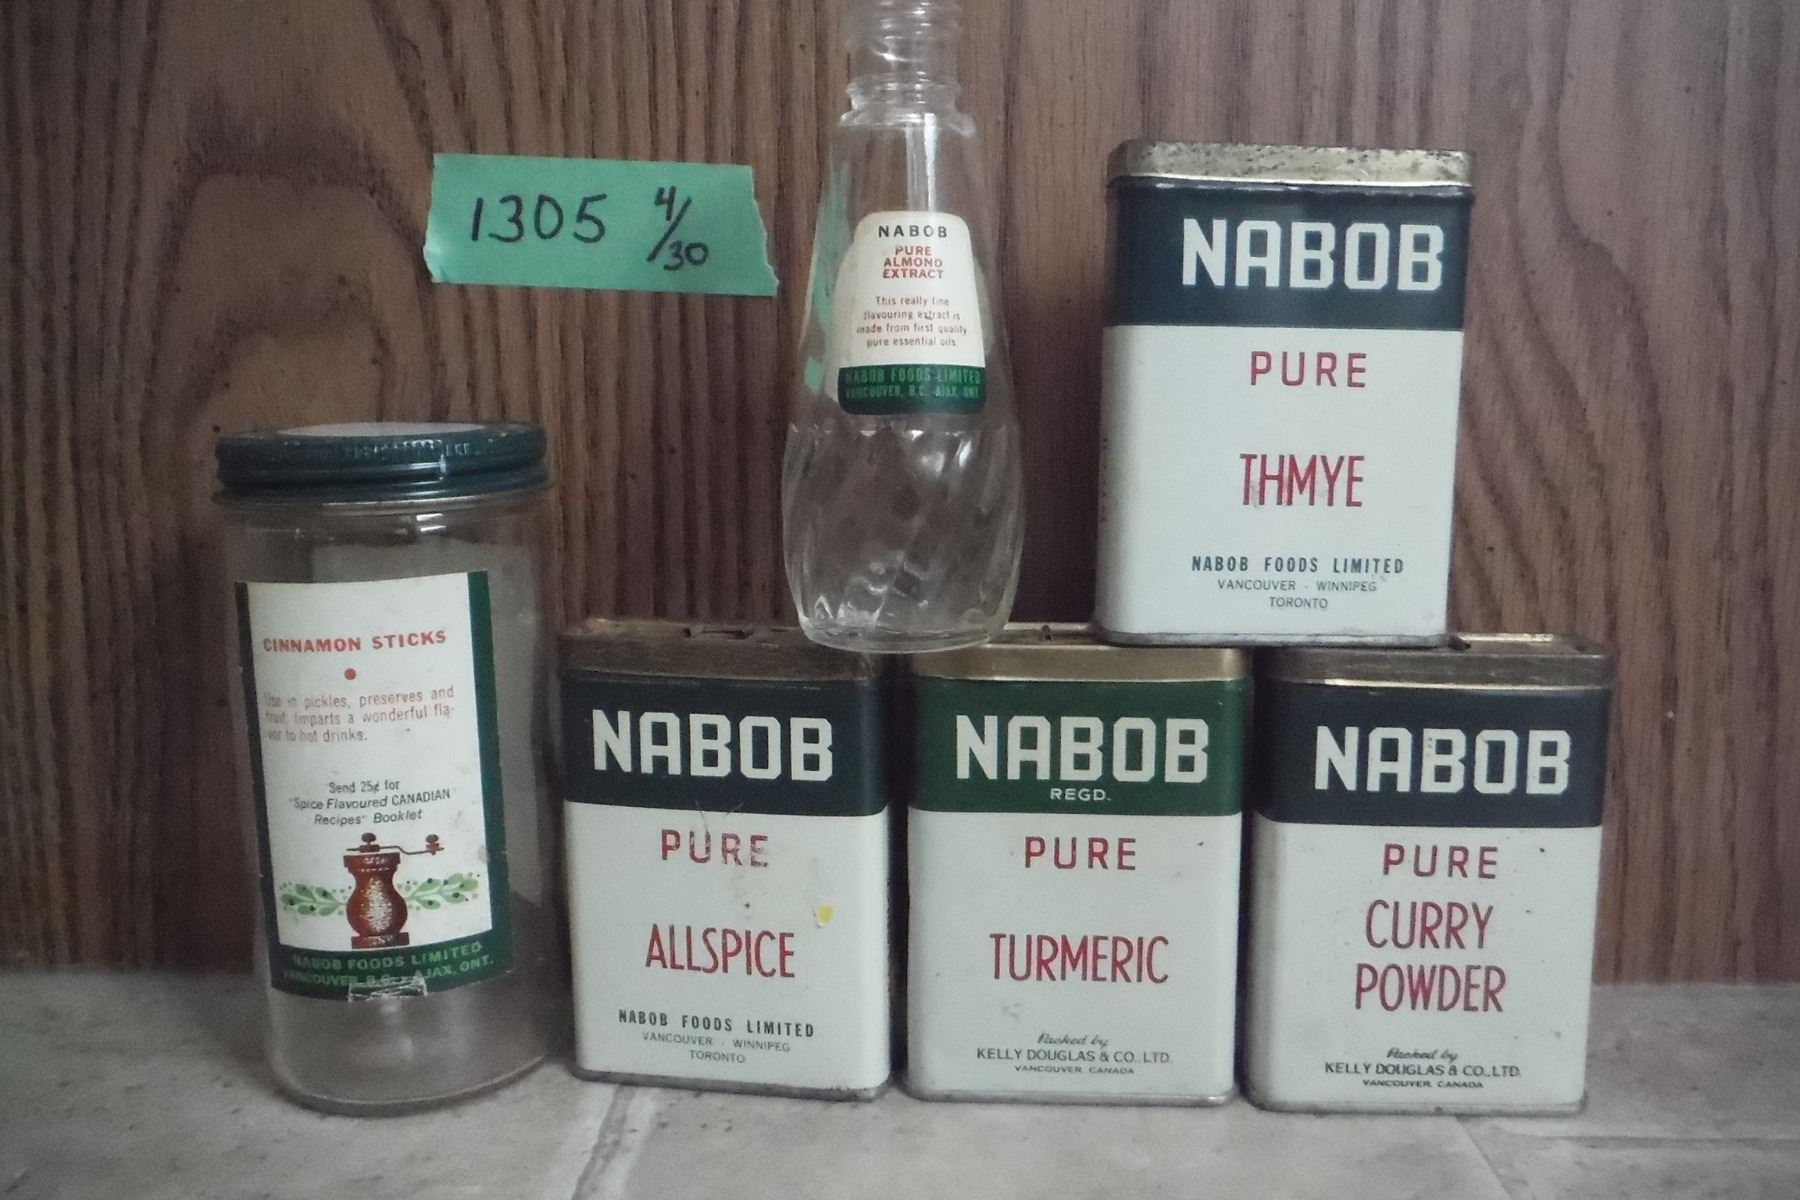 1305 4/30
NABOB
PURE
ALMOND
EXTRACT
This really fine
flavouring extract is
made from first quality
pure essential oils.
NABOB FOODS LIMITED
VANCOUVER, B.C. AJAX, ONT.
NABOB
PURE
THMYE
NABOB FOODS LIMITED
VANCOUVER · WINNIPEG
TORONTO
CINNAMON STICKS
Use in pickles, preserves and
fruit. Imparts a wonderful fla-
vor to hot drinks.
Send 25¢ for
"Spice Flavoured CANADIAN
Recipes" Booklet
NABOB FOODS LIMITED
VANCOUVER, B.C. AJAX, ONT.
NABOB
PURE
ALLSPICE
NABOB FOODS LIMITED
VANCOUVER · WINNIPEG
TORONTO
NABOB
REGD.
PURE
TURMERIC
Packed by
KELLY DOUGLAS & CO. LTD.
VANCOUVER, CANADA
NABOB
PURE
CURRY
POWDER
Packed by
KELLY DOUGLAS & CO., LTD.
VANCOUVER, CANADA